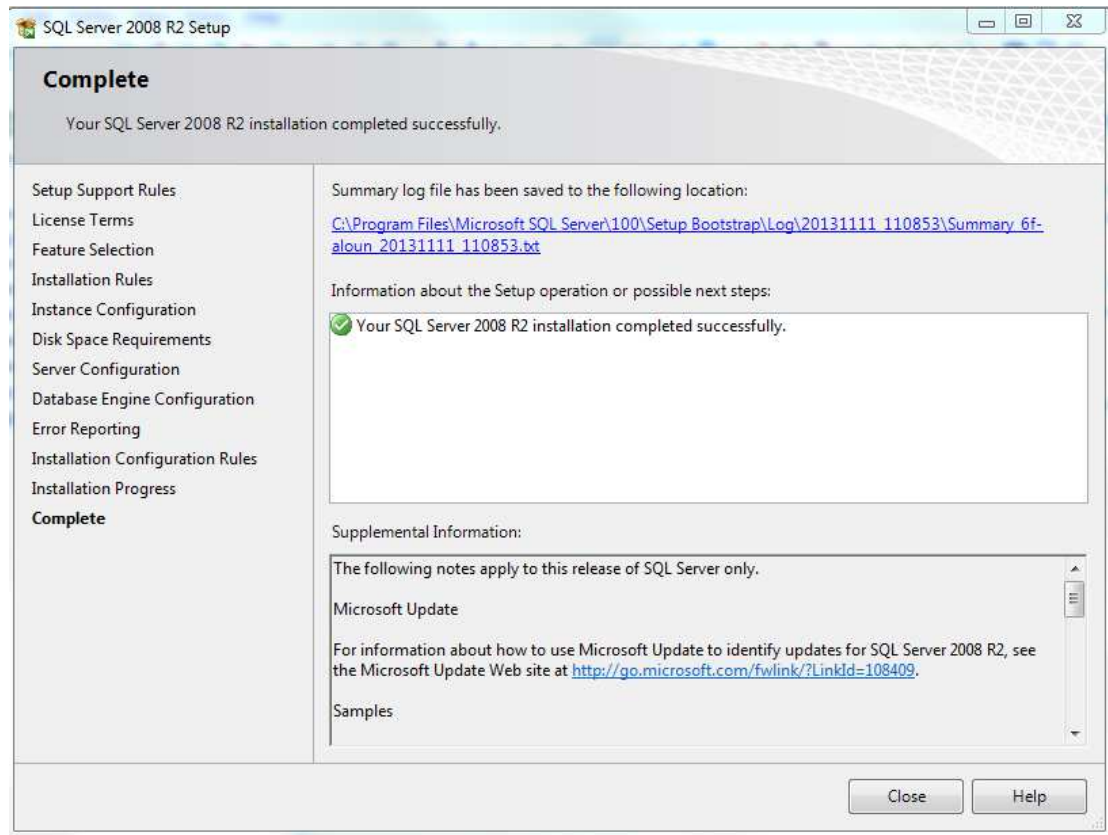 SQL Server 2008 R2 Setup
Complete
Your SQL Server 2008 R2 installation completed successfully.
Setup Support Rules
License Terms
Feature Selection
Installation Rules
Instance Configuration
Disk Space Requirements
Server Configuration
Database Engine Configuration
Error Reporting
Installation Configuration Rules
Installation Progress
Complete
Summary log file has been saved to the following location:
C:\Program Files\Microsoft SQL Server\100\Setup Bootstrap\Log\20131111_110853\Summary_6f-
aloun_20131111_110853.txt
Information about the Setup operation or possible next steps:
Your SQL Server 2008 R2 installation completed successfully.
Supplemental Information:
The following notes apply to this release of SQL Server only.
Microsoft Update
For information about how to use Microsoft Update to identify updates for SQL Server 2008 R2, see
the Microsoft Update Web site at http://go.microsoft.com/fwlink/?LinkId=108409.
Samples
Close
Help